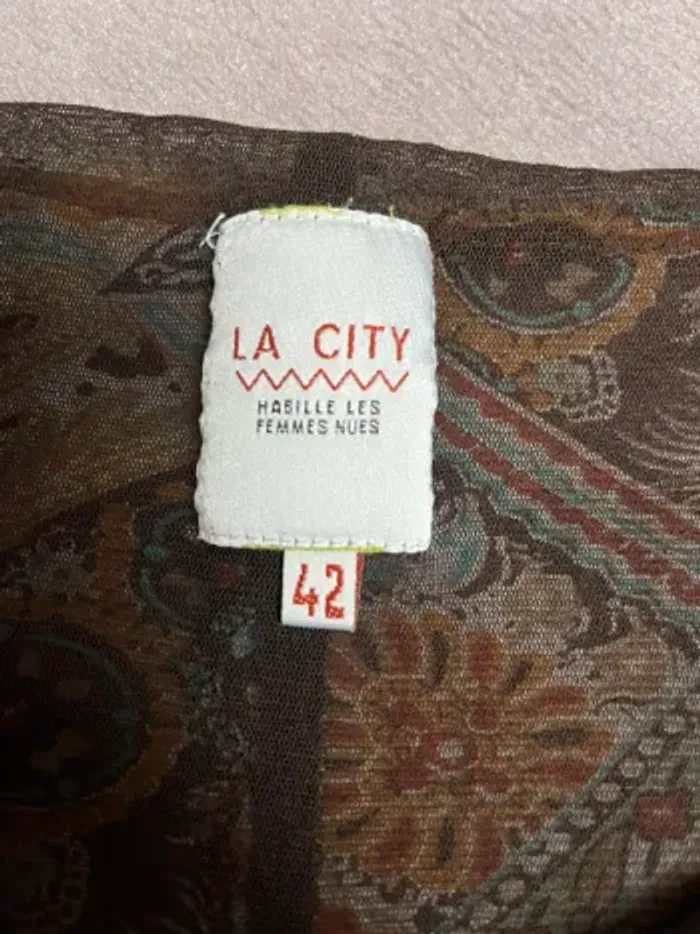 LA CITY
HABILLE LES
FEMMES NUES
42